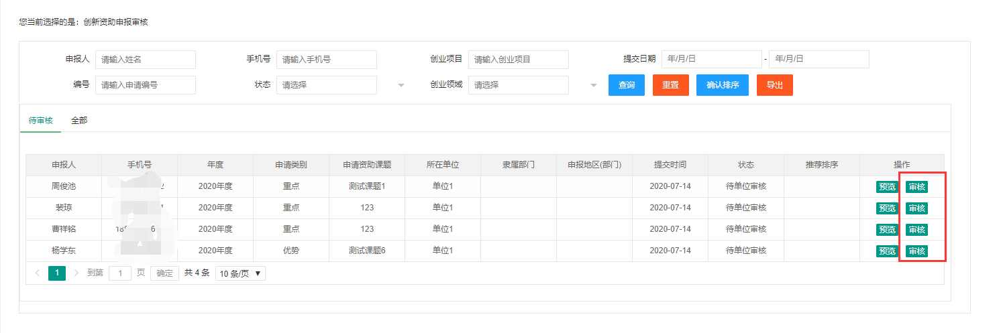 您当前选择的是：创新资助申报审核
申报人 请输入姓名 手机号 请输入手机号 创业项目 请输入创业项目 提交日期 年/月/日 - 年/月/日
编号 请输入申请编号 状态 请选择 创业领域 请选择 查询 重置 确认排序 导出
待审核 全部
申报人 手机号 年度 申请类别 申请资助课题 所在单位 隶属部门 申报地区(部门) 提交时间 状态 推荐排序 操作
周俊池 2020年度 重点 测试课题1 单位1 2020-07-14 待单位审核 预览 审核
裴琼 2020年度 重点 123 单位1 2020-07-14 待单位审核 预览 审核
曹祥铭 2020年度 重点 123 单位1 2020-07-14 待单位审核 预览 审核
杨学东 2020年度 优势 测试课题6 单位1 2020-07-14 待单位审核 预览 审核
1 到第 1 页 确定 共 4 条 10 条/页